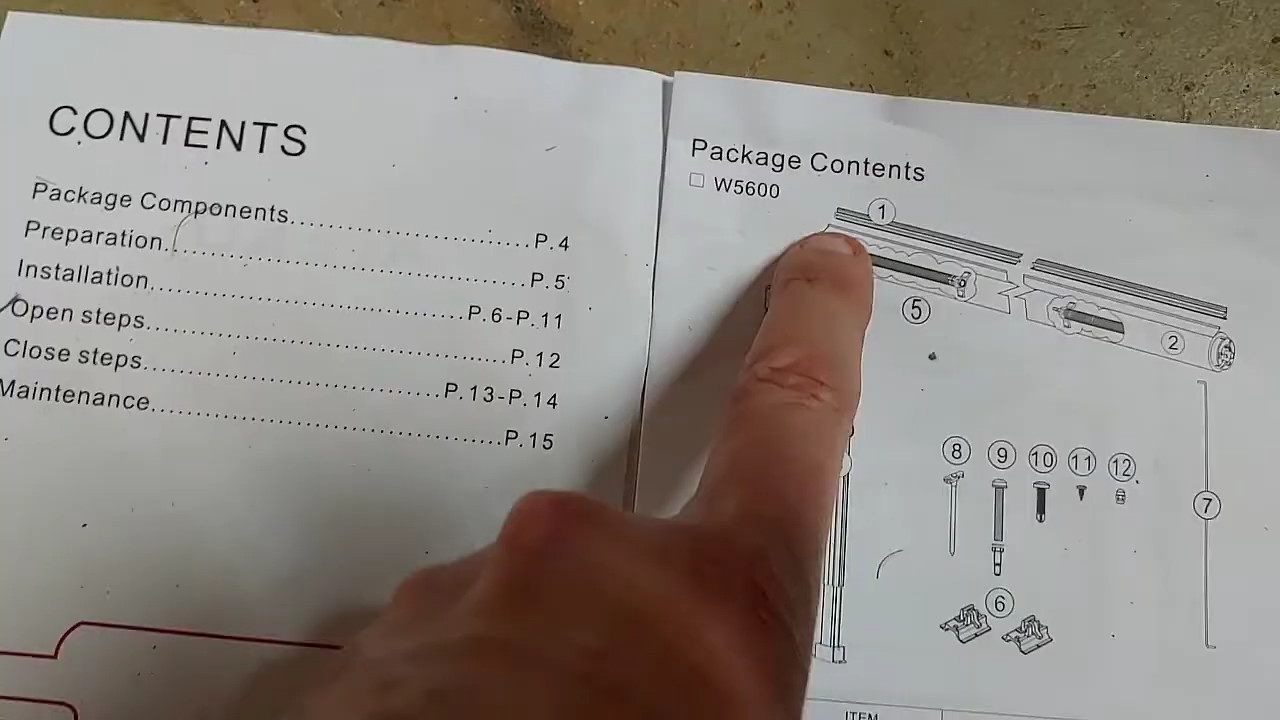 CONTENTS
Package Components..............................P.4
Preparation..............................................P.5
Installation....................................P.6-P.11
Open steps.........................................P.12
Close steps...............................P.13-P.14
Maintenance........................................P.15
Package Contents
□ W5600
1
5
2
8
9
10
11
12
7
6
ITEM